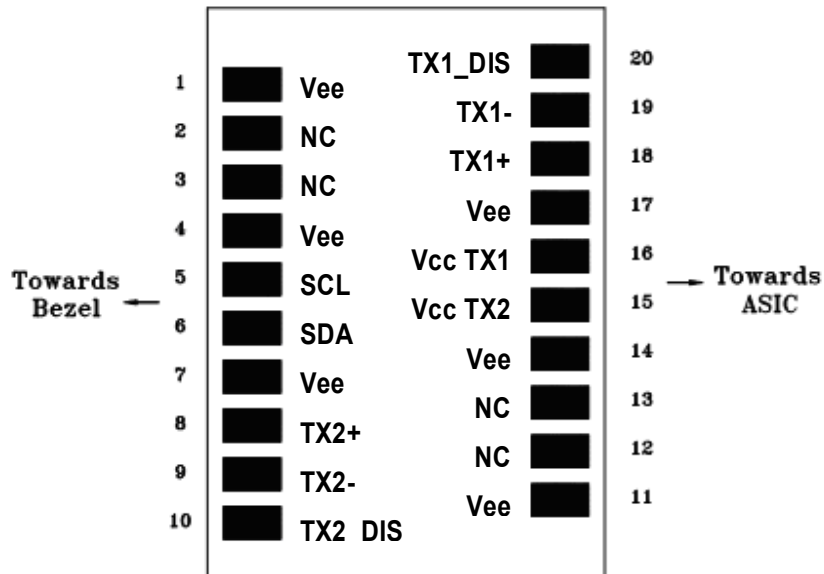 1 Vee
2 NC
3 NC
4 Vee
5 SCL
6 SDA
7 Vee
8 TX2+
9 TX2-
10 TX2 DIS
TX1_DIS 20
TX1- 19
TX1+ 18
Vee 17
Vcc TX1 16
Vcc TX2 15
Vee 14
NC 13
NC 12
Vee 11
Towards
Bezel
Towards
ASIC